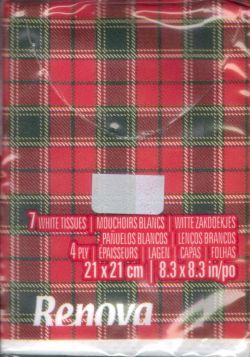 7 WHITE TISSUES | MOUCHOIRS BLANCS | WITTE ZAKDOEKJES
PAÑUELOS BLANCOS | LENÇOS BRANCOS
4 PLY | ÉPAISSEURS | LAGEN | CAPAS | FOLHAS
21 x 21 cm | 8.3 x 8.3 in/po
Renova